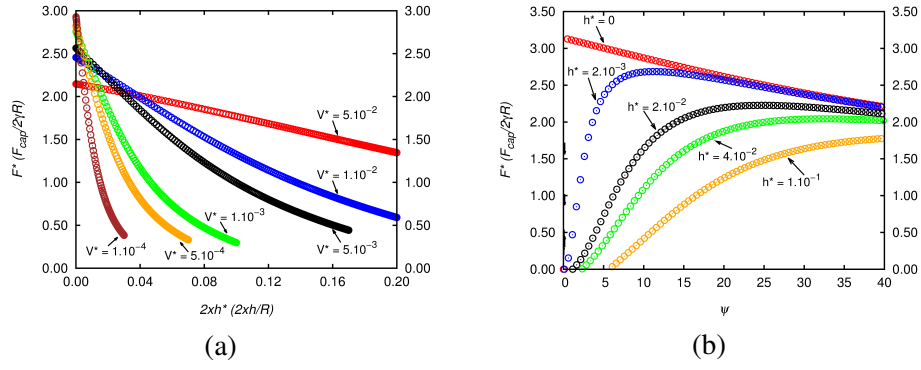 3.00
2.50
2.00
1.50
1.00
0.50
0.00
F* (F_cap/2γR)
3.00
2.50
2.00
1.50
1.00
0.50
0.00
V* = 5.10^-2
V* = 1.10^-2
V* = 1.10^-3
V* = 1.10^-4
V* = 5.10^-4
V* = 5.10^-3
0.00 0.04 0.08 0.12 0.16 0.20
2xh* (2xh/R)
(a)
3.50
3.00
2.50
2.00
1.50
1.00
0.50
0.00
F* (F_cap/2γR)
3.50
3.00
2.50
2.00
1.50
1.00
0.50
0.00
h* = 0
h* = 2.10^-3
h* = 2.10^-2
h* = 4.10^-2
h* = 1.10^-1
0 5 10 15 20 25 30 35 40
ψ
(b)